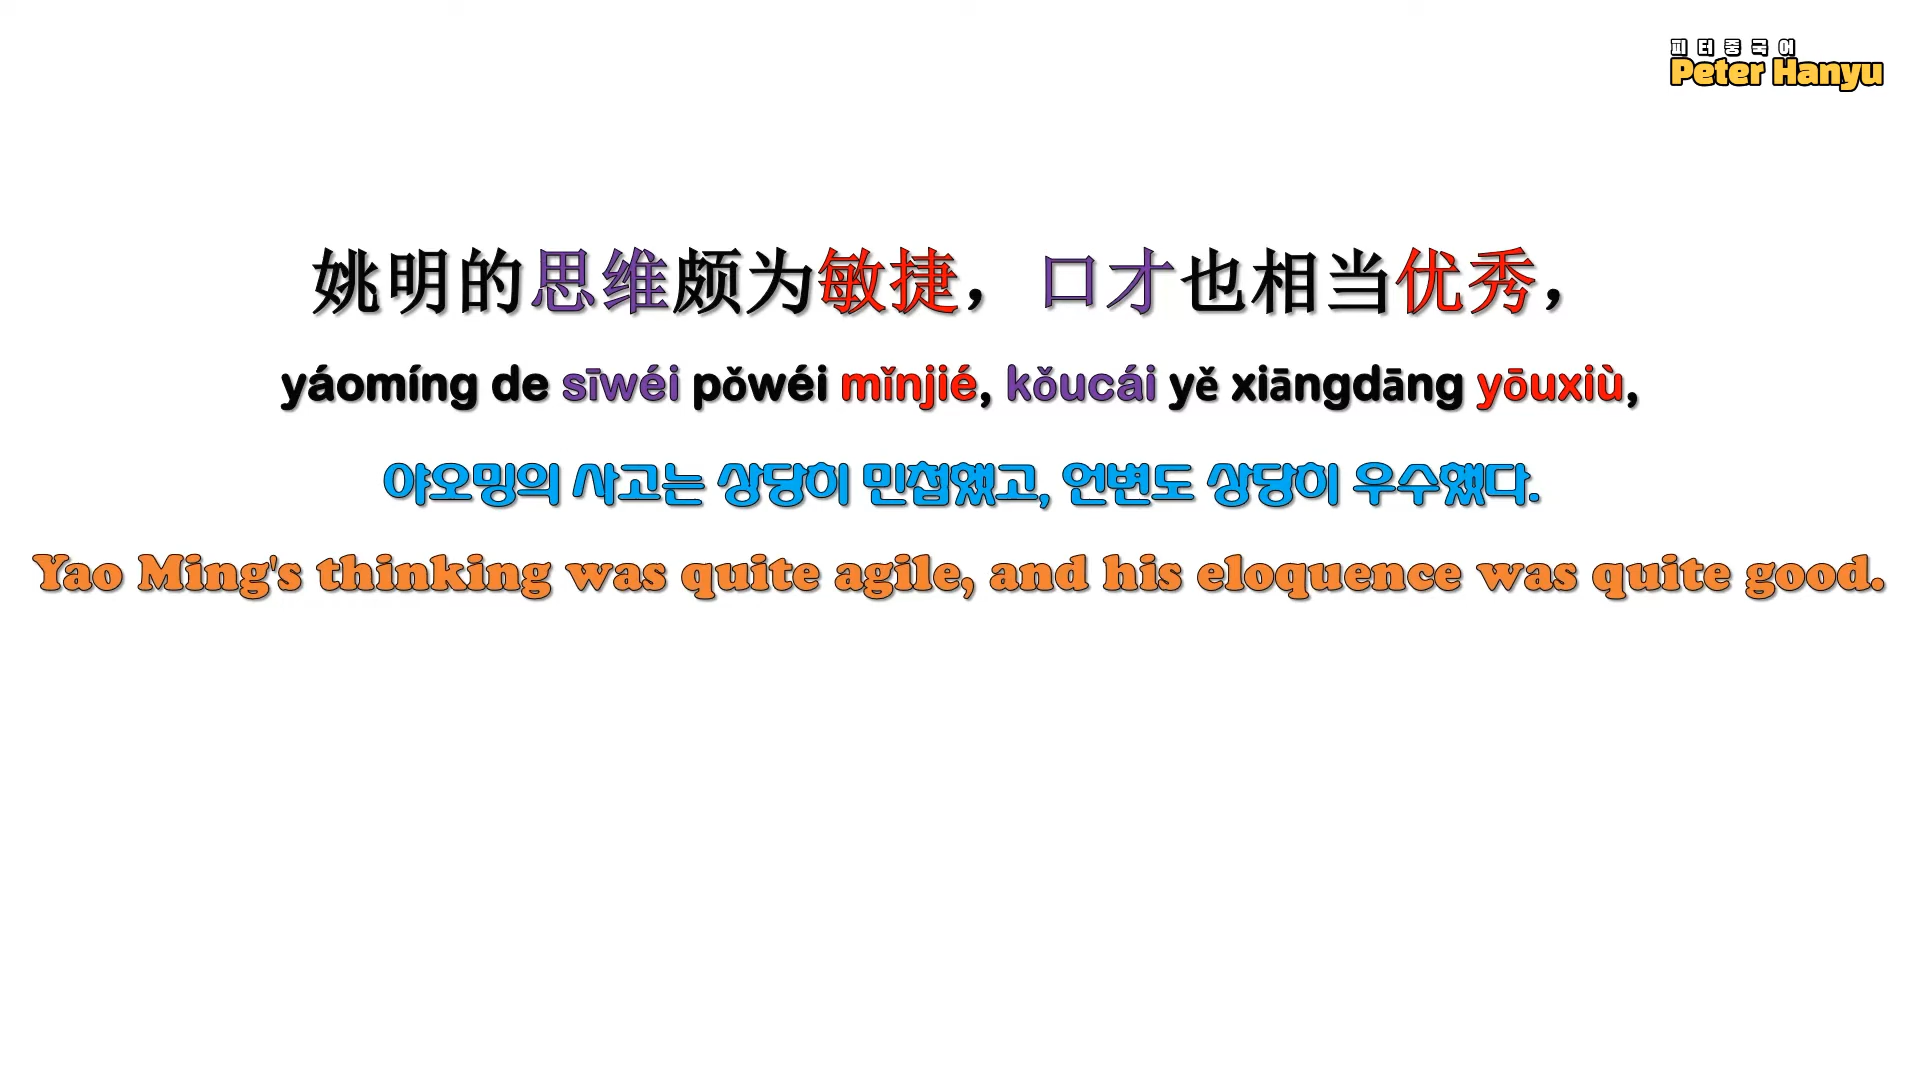 피터중국어
Peter Hanyu
姚明的思维颇为敏捷，口才也相当优秀，
yáomíng de sīwéi pǒwéi mǐnjié, kǒucái yě xiāngdāng yōuxiù,
야오밍의 사고는 상당히 민첩했고, 언변도 상당히 우수했다.
Yao Ming's thinking was quite agile, and his eloquence was quite good.